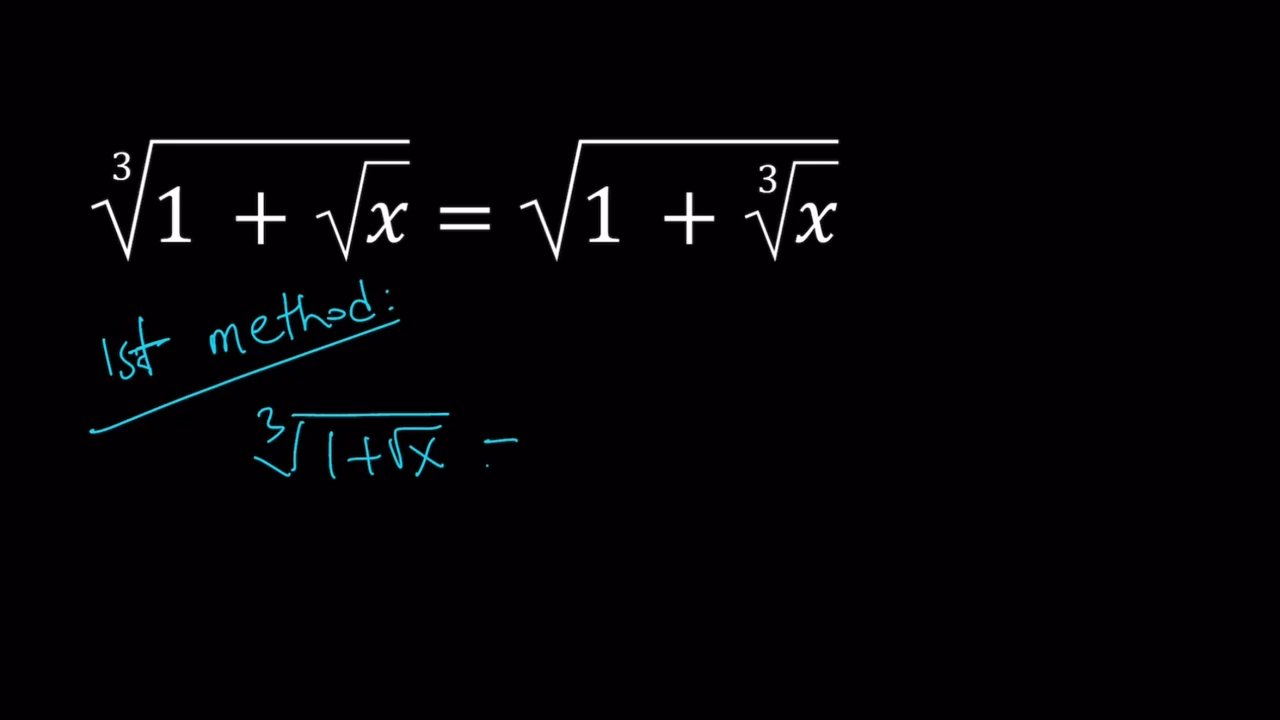 ∛(1 + √x) = √(1 + ∛x)
1st method:
∛(1+√x) =